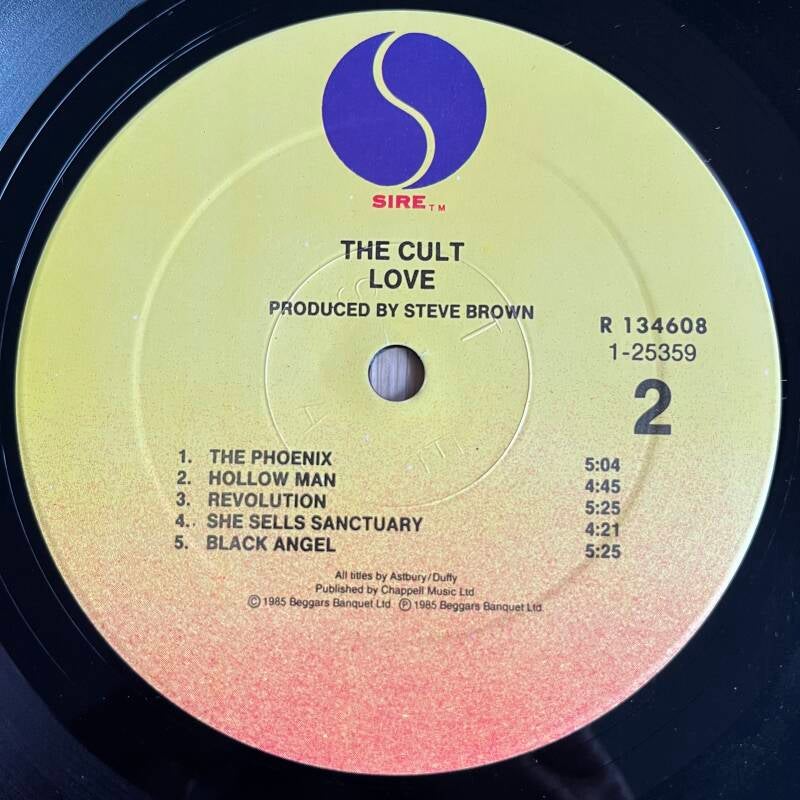 SIRE TM
THE CULT
LOVE
PRODUCED BY STEVE BROWN
R 134608
1-25359
2
1. THE PHOENIX 5:04
2. HOLLOW MAN 4:45
3. REVOLUTION 5:25
4. SHE SELLS SANCTUARY 4:21
5. BLACK ANGEL 5:25
All titles by Astbury/Duffy
Published by Chappell Music Ltd
© 1985 Beggars Banquet Ltd. ℗ 1985 Beggars Banquet Ltd.